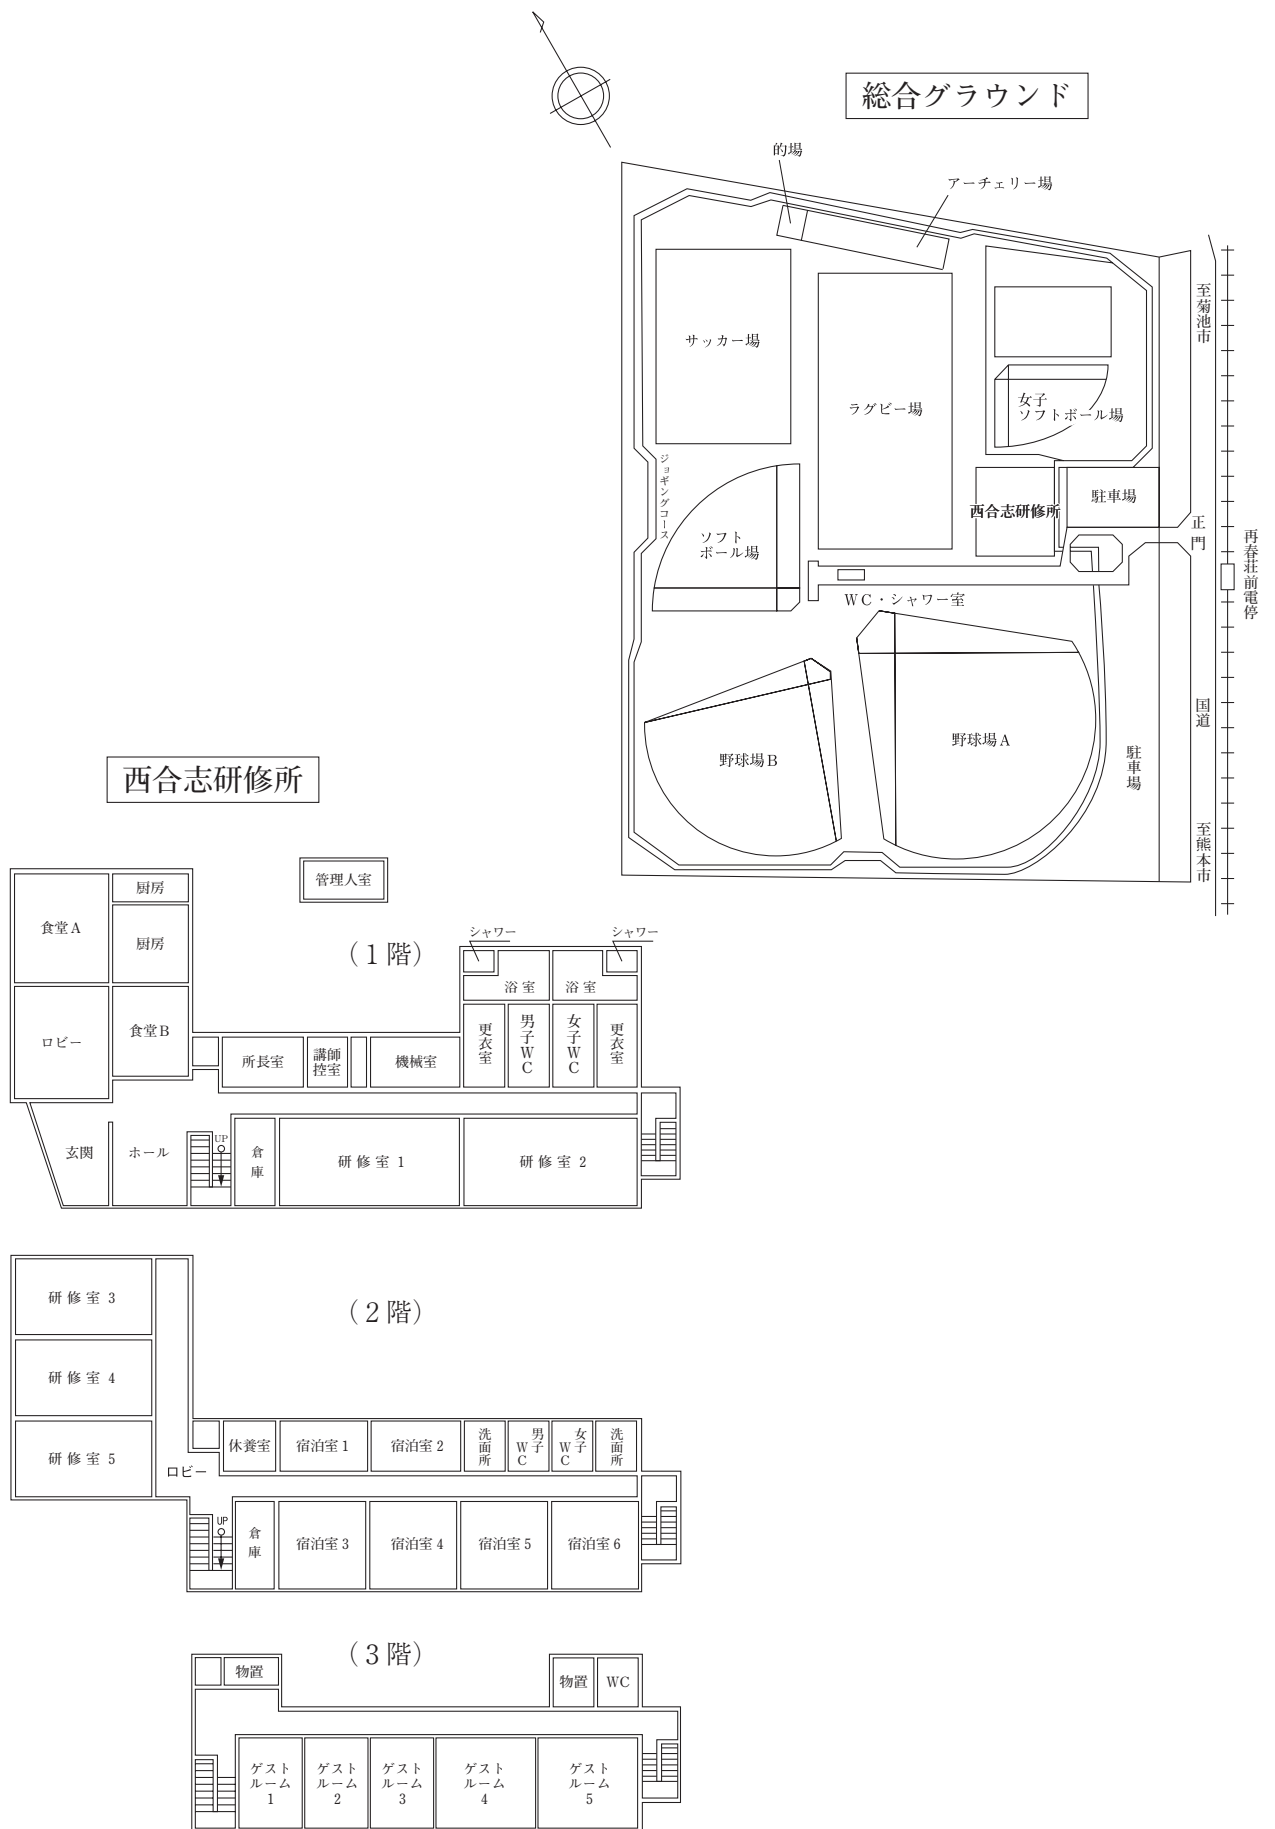 総合グラウンド
的場
アーチェリー場
至菊池市
サッカー場
ラグビー場
女子
ソフトボール場
ジョギングコース
西合志研修所
駐車場
正門
再春荘前電停
ソフト
ボール場
WC・シャワー室
国道
野球場A
野球場B
駐車場
至熊本市
西合志研修所
管理人室
(1階)
厨房
食堂A
厨房
シャワー
シャワー
浴室
浴室
ロビー
食堂B
所長室
講師
控室
機械室
更衣室
男子WC
女子WC
更衣室
玄関
ホール
UP
倉庫
研修室 1
研修室 2
(2階)
研修室 3
研修室 4
研修室 5
ロビー
休養室
宿泊室1
宿泊室2
洗面所
男子
WC
女子
WC
洗面所
UP
倉庫
宿泊室3
宿泊室4
宿泊室5
宿泊室6
(3階)
物置
物置
WC
ゲスト
ルーム
1
ゲスト
ルーム
2
ゲスト
ルーム
3
ゲスト
ルーム
4
ゲスト
ルーム
5